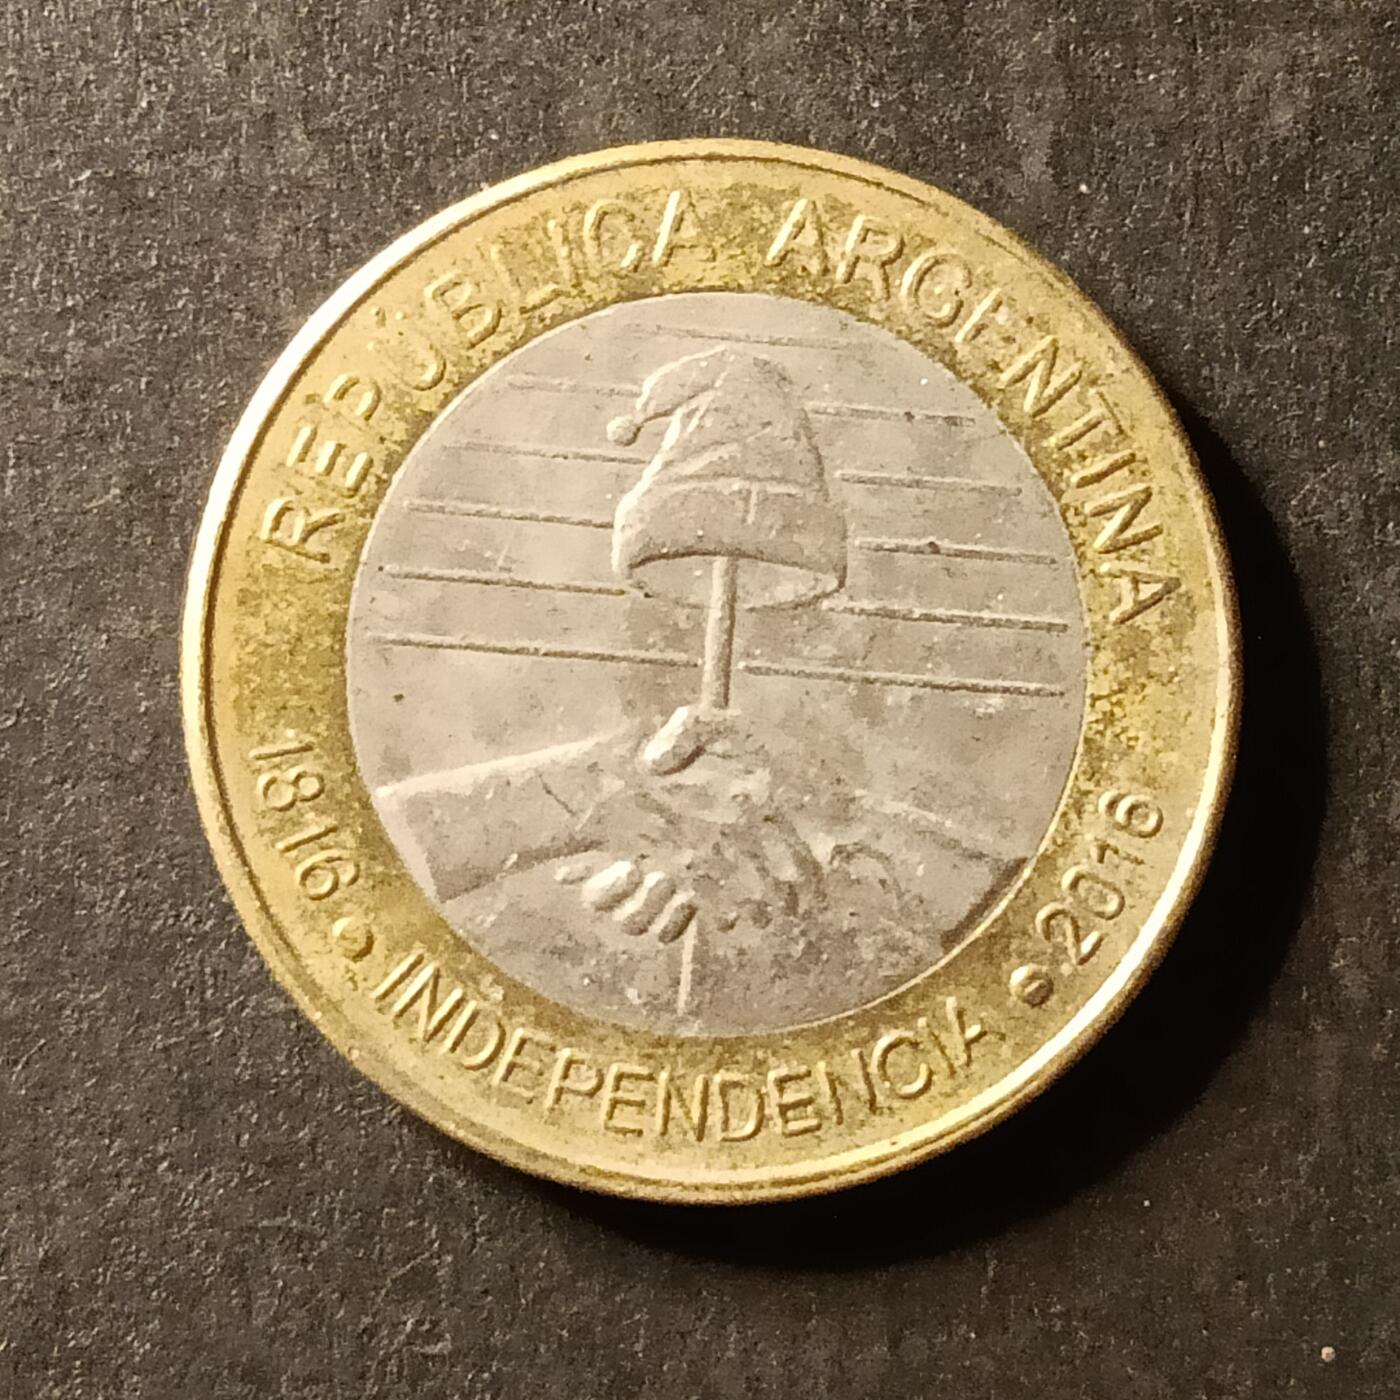 REPÚBLICA ARGENTINA
1816 • INDEPENDENCIA • 2016